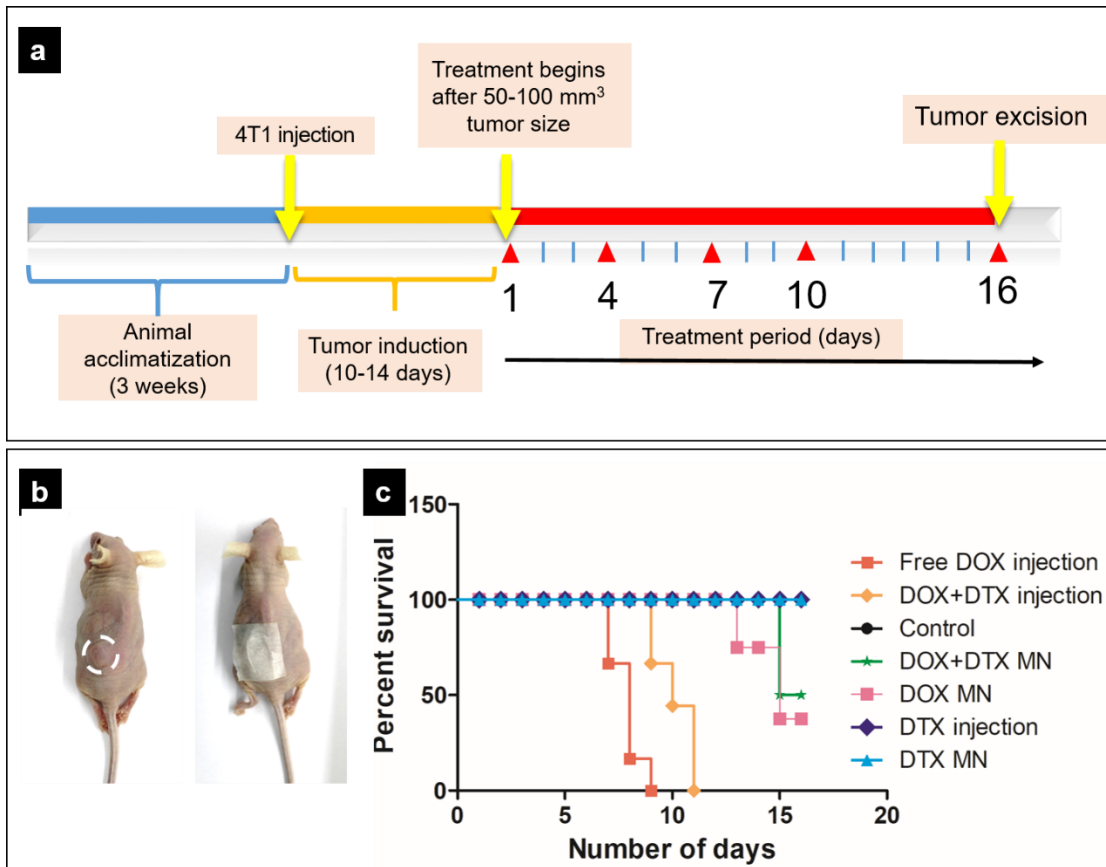 a
4T1 injection
Treatment begins
after 50-100 mm³
tumor size
Tumor excision
1
4
7
10
16
Animal
acclimatization
(3 weeks)
Tumor induction
(10-14 days)
Treatment period (days)
b
c
Percent survival
150
100
50
0
0
5
10
15
20
Number of days
Free DOX injection
DOX+DTX injection
Control
DOX+DTX MN
DOX MN
DTX injection
DTX MN